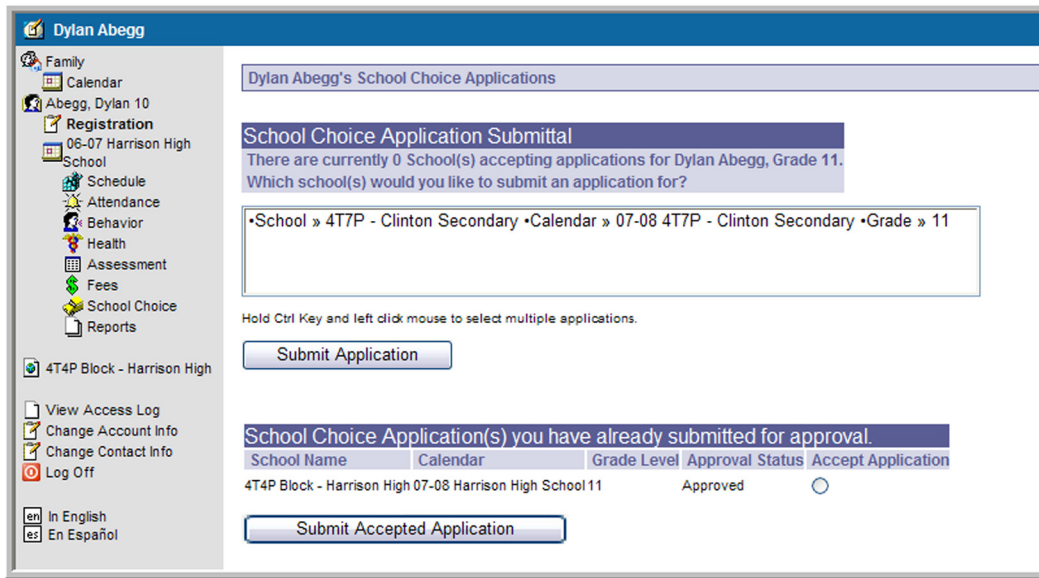 Dylan Abegg
Family
Calendar
Abegg, Dylan 10
Registration
06-07 Harrison High
School
Schedule
Attendance
Behavior
Health
Assessment
Fees
School Choice
Reports
4T4P Block - Harrison High
View Access Log
Change Account Info
Change Contact Info
Log Off
en In English
es En Español
Dylan Abegg's School Choice Applications
School Choice Application Submittal
There are currently 0 School(s) accepting applications for Dylan Abegg, Grade 11.
Which school(s) would you like to submit an application for?
•School » 4T7P - Clinton Secondary •Calendar » 07-08 4T7P - Clinton Secondary •Grade » 11
Hold Ctrl Key and left click mouse to select multiple applications.
Submit Application
School Choice Application(s) you have already submitted for approval.
School Name Calendar Grade Level Approval Status Accept Application
4T4P Block - Harrison High 07-08 Harrison High School 11 Approved
Submit Accepted Application